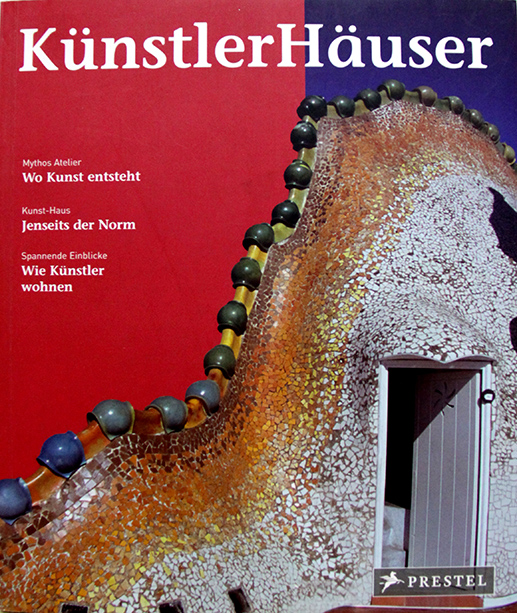 KünstlerHäuser
Mythos Atelier
Wo Kunst entsteht
Kunst-Haus
Jenseits der Norm
Spannende Einblicke
Wie Künstler
wohnen
PRESTEL